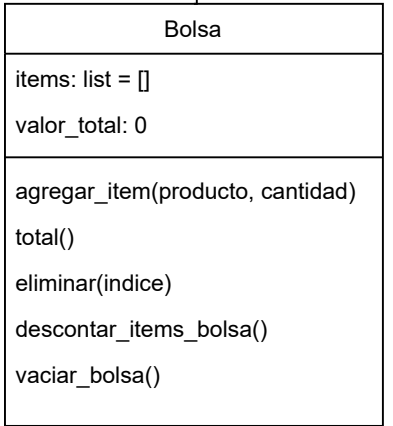 Bolsa
items: list = []
valor_total: 0
agregar_item(producto, cantidad)
total()
eliminar(indice)
descontar_items_bolsa()
vaciar_bolsa()